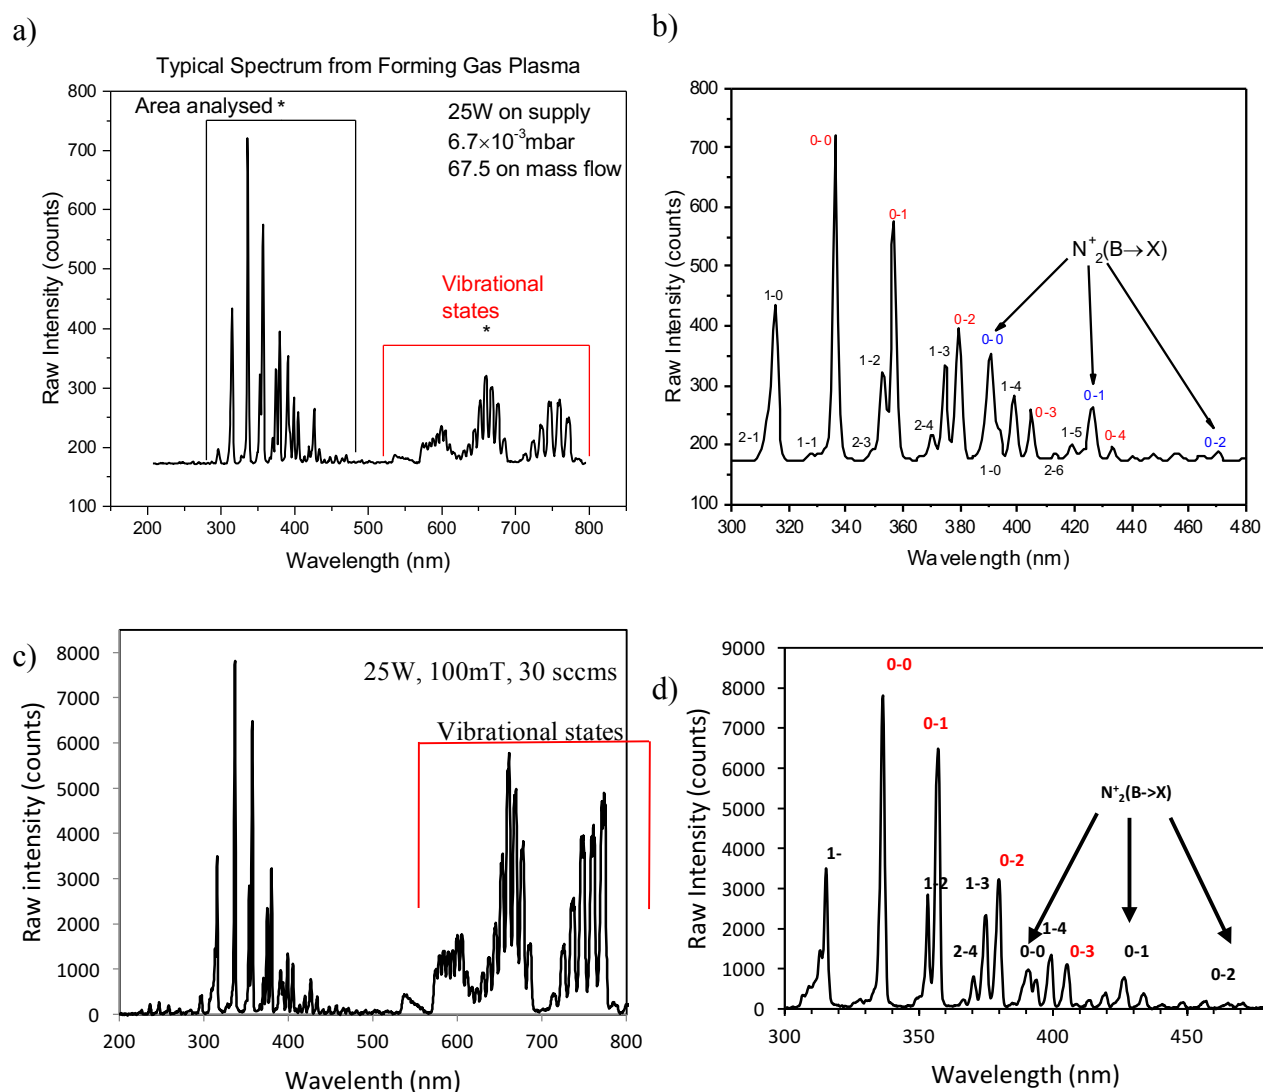 a)
Typical Spectrum from Forming Gas Plasma
800
700
600
500
400
300
200
100
Raw Intensity (counts)
Area analysed *
25W on supply
6.7×10⁻³mbar
67.5 on mass flow
Vibrational
states
*
200 300 400 500 600 700 800
Wavelength (nm)
b)
800
700
600
500
400
300
200
100
Raw Intensity (counts)
0-0
0-1
N⁺₂(B→X)
1-0
0-2
0-0
1-2
1-3
1-4
0-1
0-3
2-4
1-5
0-4
2-1
1-1
2-3
1-0
2-6
0-2
300 320 340 360 380 400 420 440 460 480
Wavelength (nm)
c)
8000
7000
6000
5000
4000
3000
2000
1000
0
Raw intensity (counts)
25W, 100mT, 30 sccms
Vibrational states
200 300 400 500 600 700 800
Wavelenth (nm)
d)
9000
8000
7000
6000
5000
4000
3000
2000
1000
0
Raw Intensity (counts)
0-0
0-1
N⁺₂(B->X)
0-2
1-
1-2
1-3
1-4
2-4
0-0
0-3
0-1
0-2
300 350 400 450
Wavelength (nm)